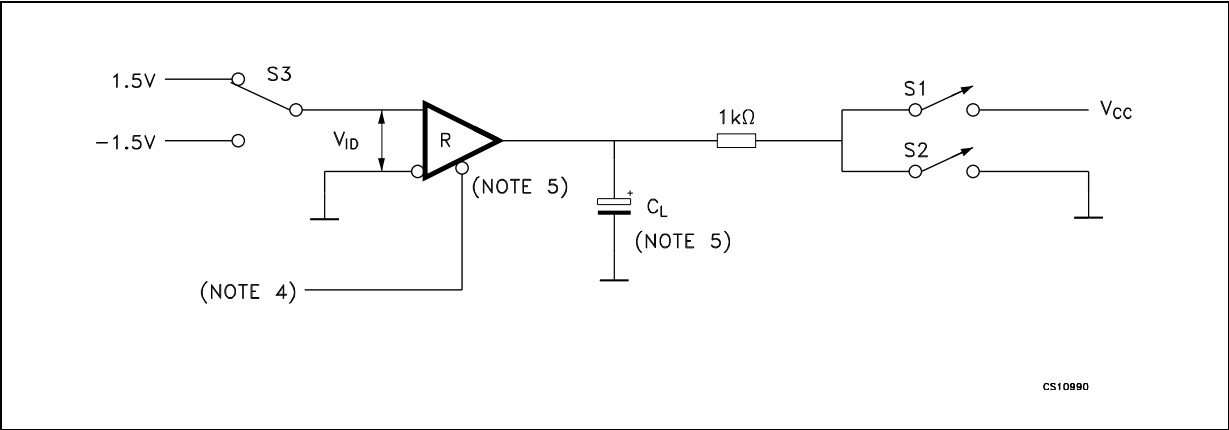 1.5V
S3
-1.5V
VID
R
(NOTE 5)
(NOTE 4)
+
CL
(NOTE 5)
1kΩ
S1
VCC
S2
CS10990